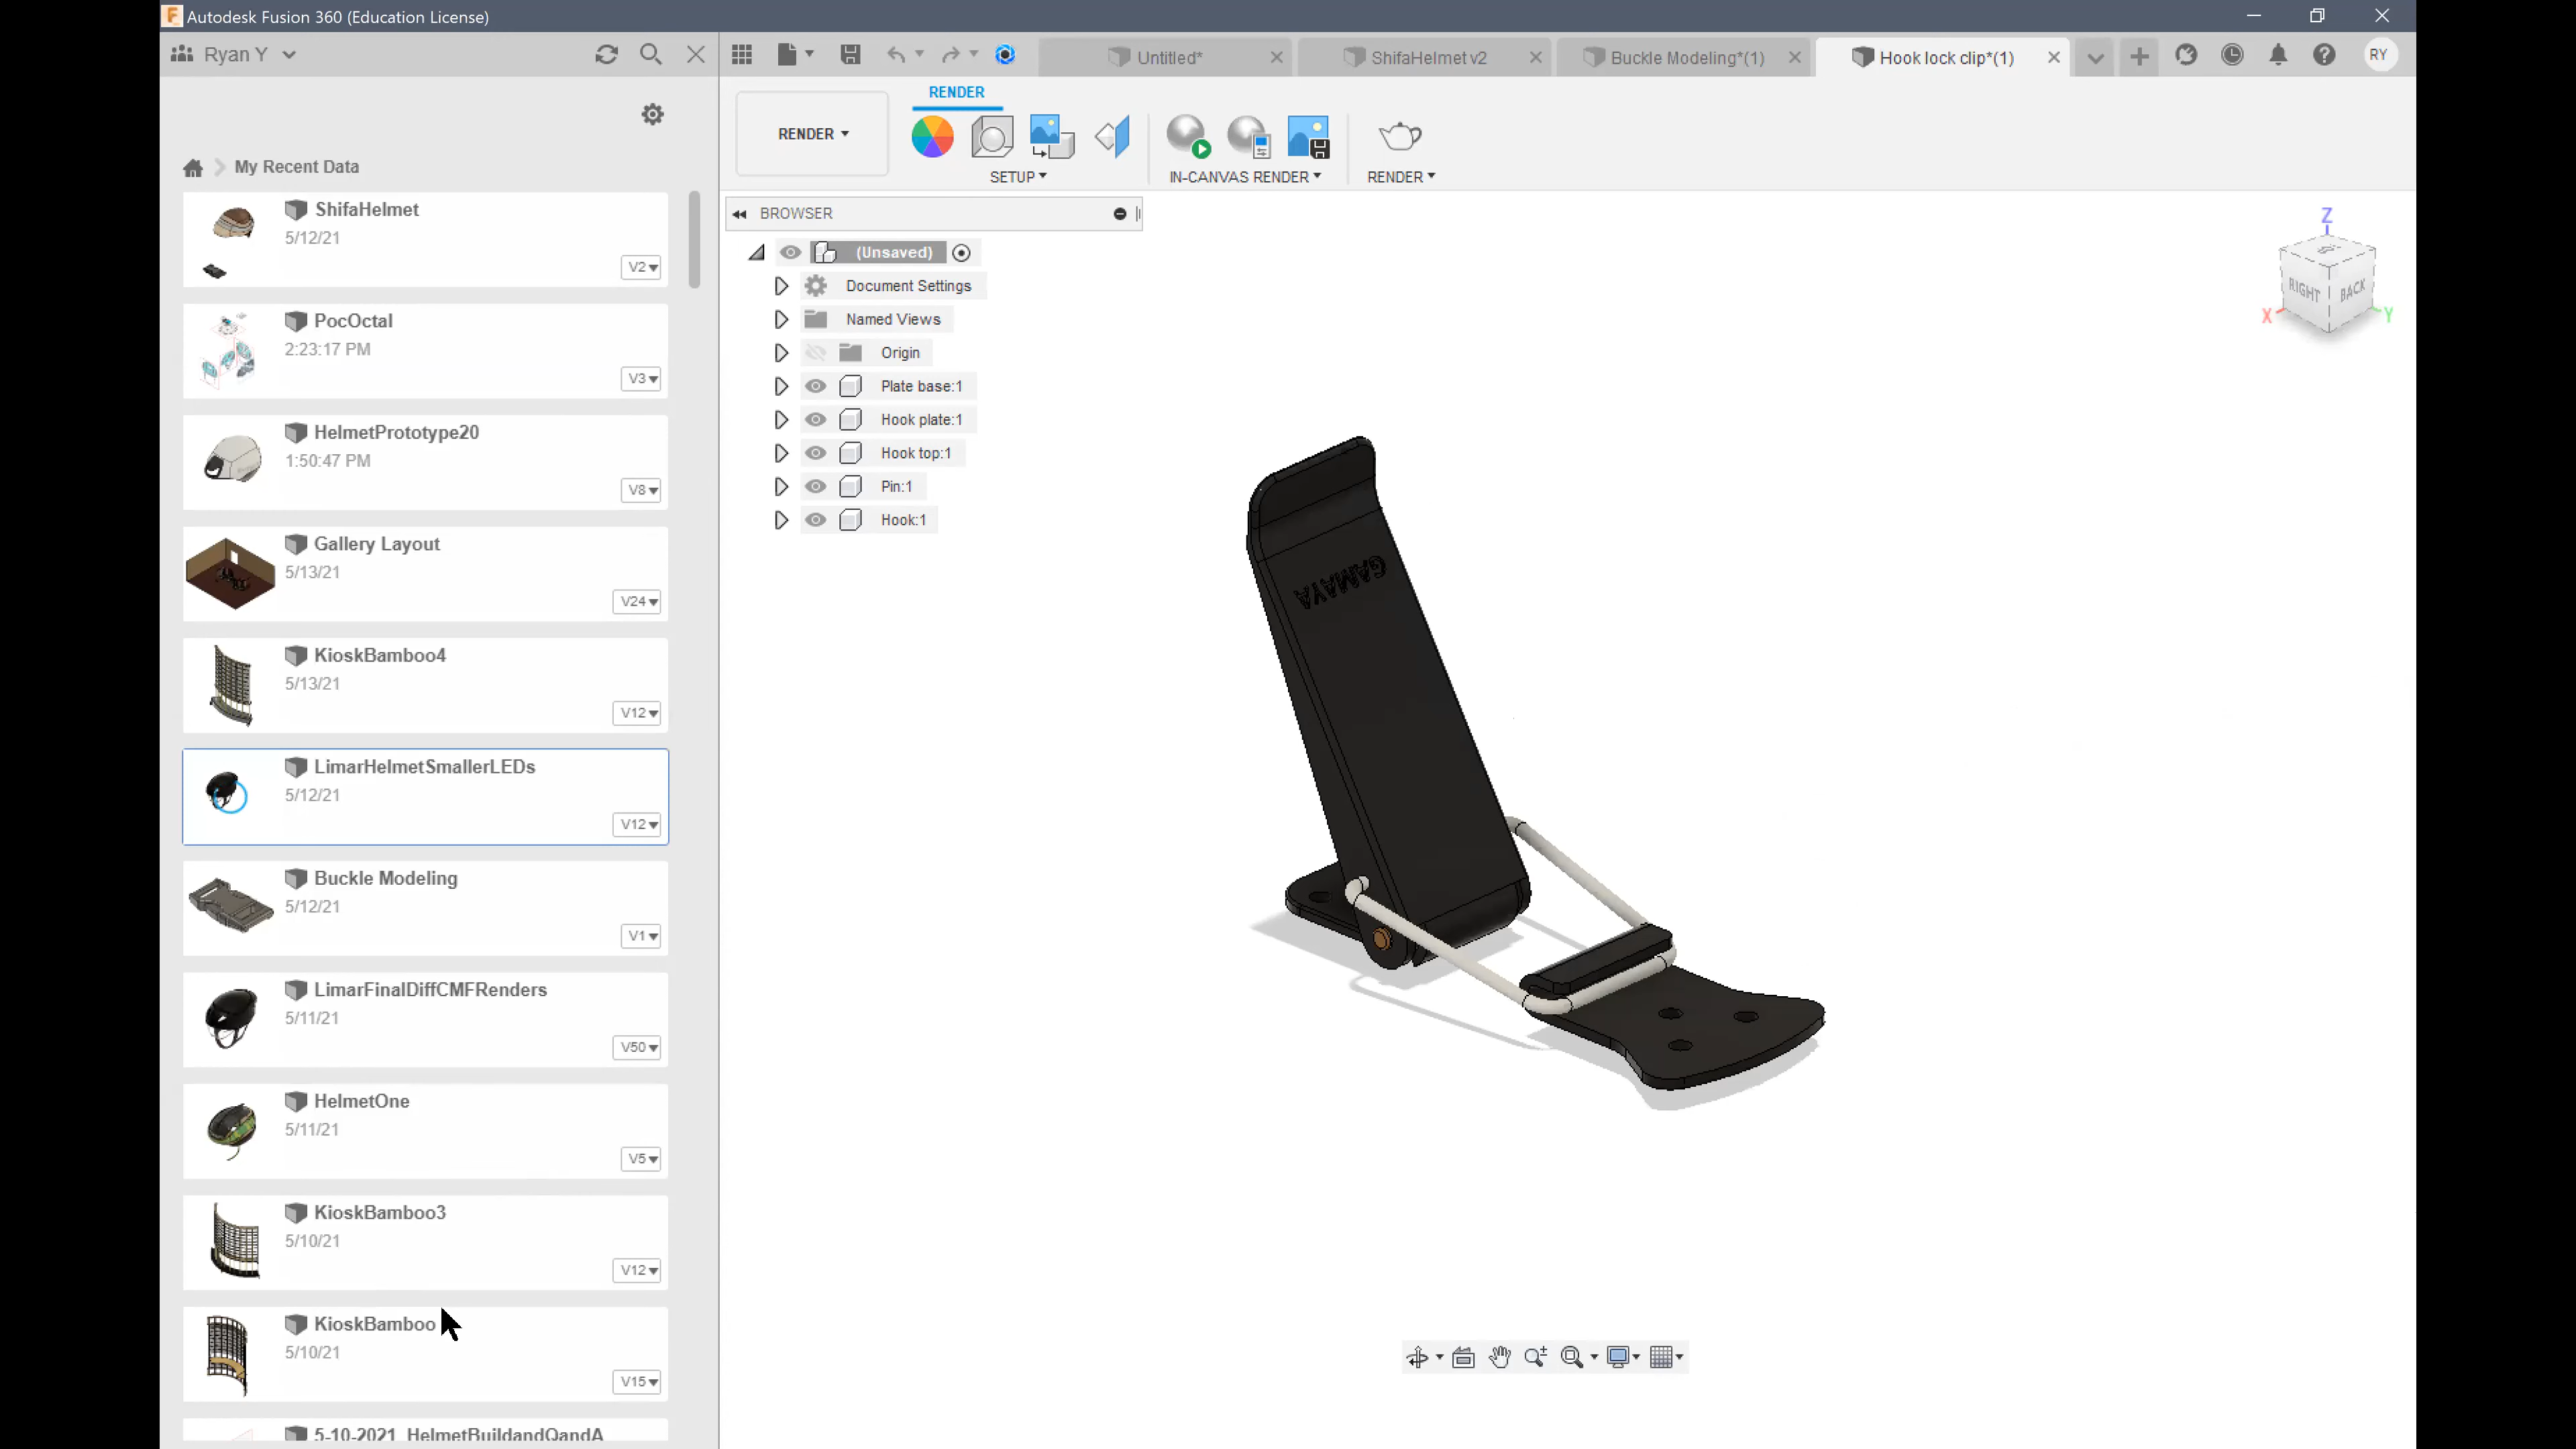 Autodesk Fusion 360 (Education License)
Ryan Y
Untitled*
ShifaHelmet v2
Buckle Modeling*(1)
Hook lock clip*(1)
RY
RENDER
RENDER
SETUP
IN-CANVAS RENDER
RENDER
My Recent Data
ShifaHelmet
5/12/21
V2
PocOctal
2:23:17 PM
V3
HelmetPrototype20
1:50:47 PM
V8
Gallery Layout
5/13/21
V24
KioskBamboo4
5/13/21
V12
LimarHelmetSmallerLEDs
5/12/21
V12
Buckle Modeling
5/12/21
V1
LimarFinalDiffCMFRenders
5/11/21
V50
HelmetOne
5/11/21
V5
KioskBamboo3
5/10/21
V12
KioskBamboo
5/10/21
V15
5-10-2021_HelmetBuildandQandA
BROWSER
(Unsaved)
Document Settings
Named Views
Origin
Plate base:1
Hook plate:1
Hook top:1
Pin:1
Hook:1
Z
RIGHT
BACK
X
Y
GAMAYA